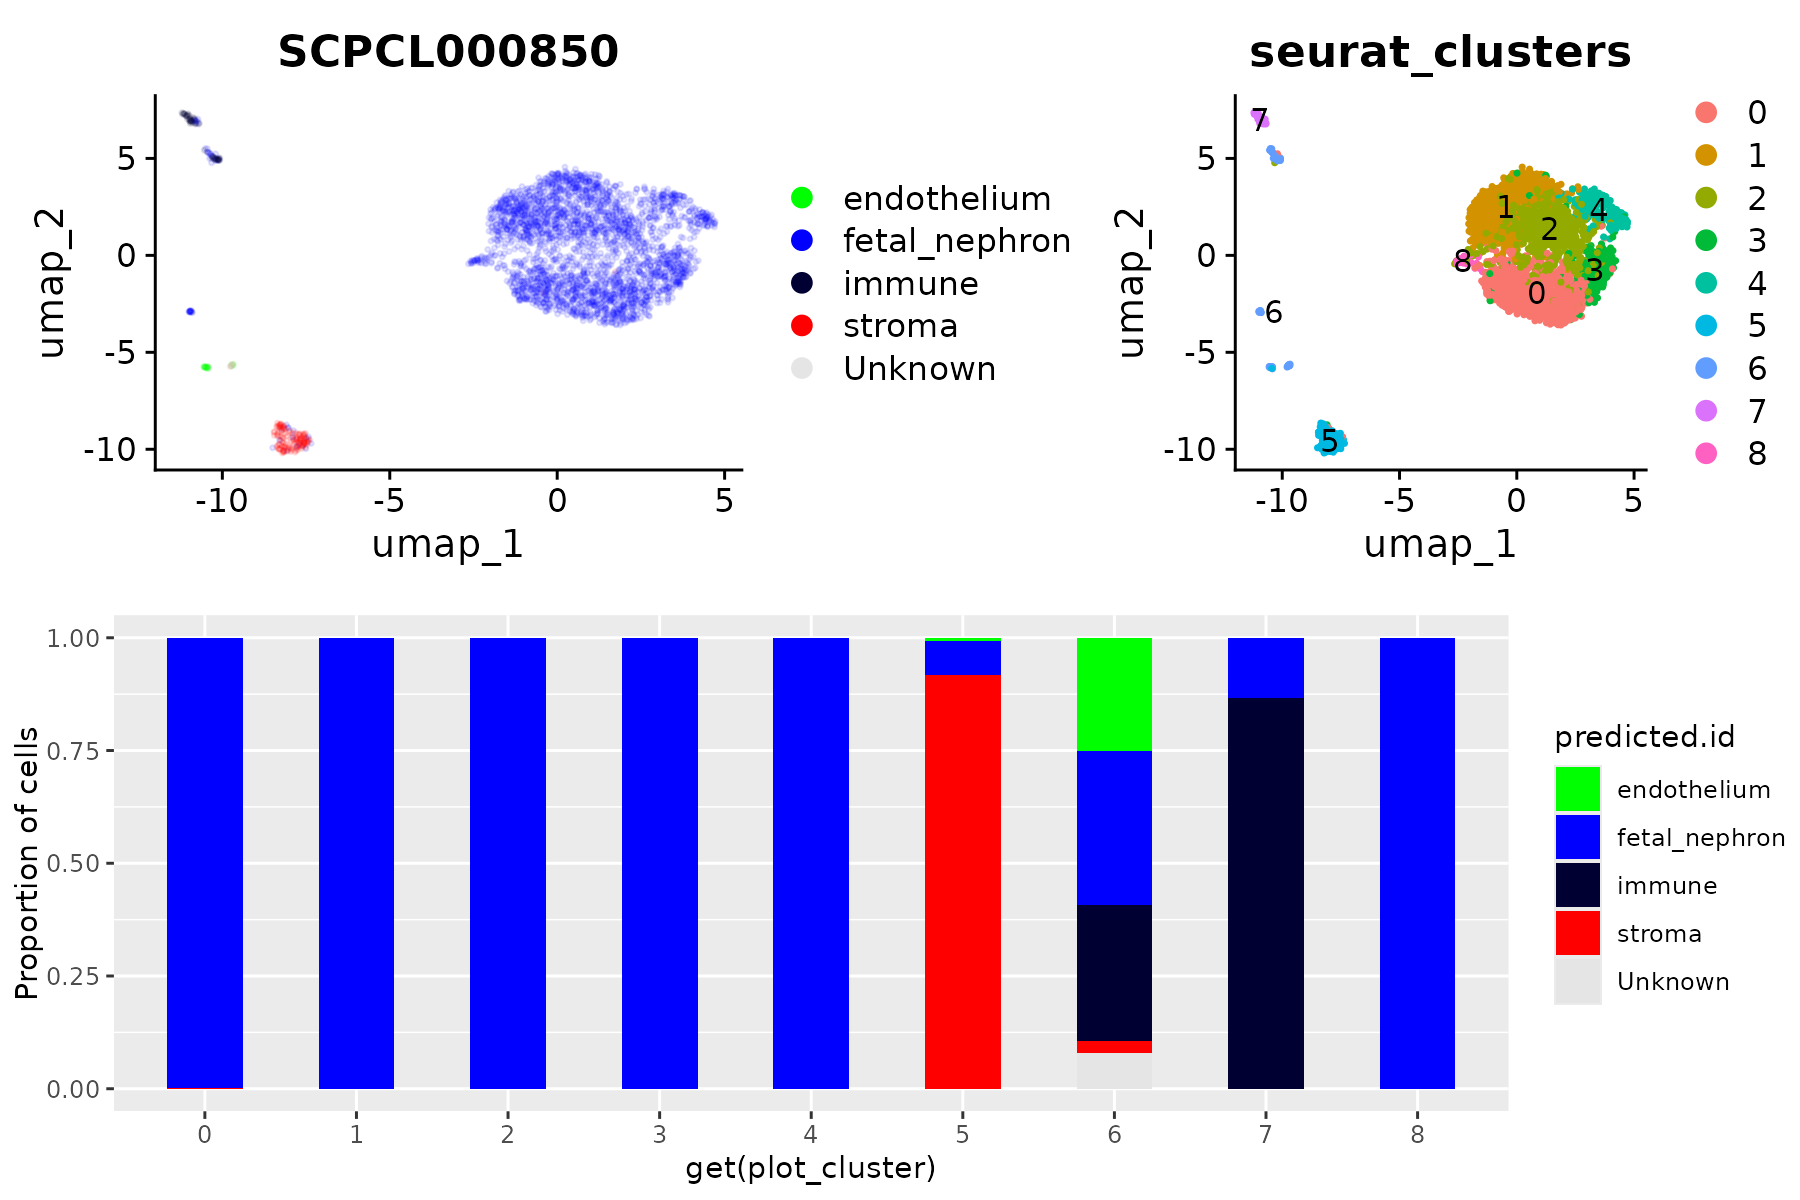 SCPCL000850
5
0
-5
-10
umap_2
-10
-5
0
5
umap_1
endothelium
fetal_nephron
immune
stroma
Unknown
seurat_clusters
5
0
-5
-10
umap_2
7
1
4
2
8
3
0
6
5
-10
-5
0
5
umap_1
0
1
2
3
4
5
6
7
8
1.00
0.75
0.50
0.25
0.00
Proportion of cells
0
1
2
3
4
5
6
7
8
get(plot_cluster)
predicted.id
endothelium
fetal_nephron
immune
stroma
Unknown